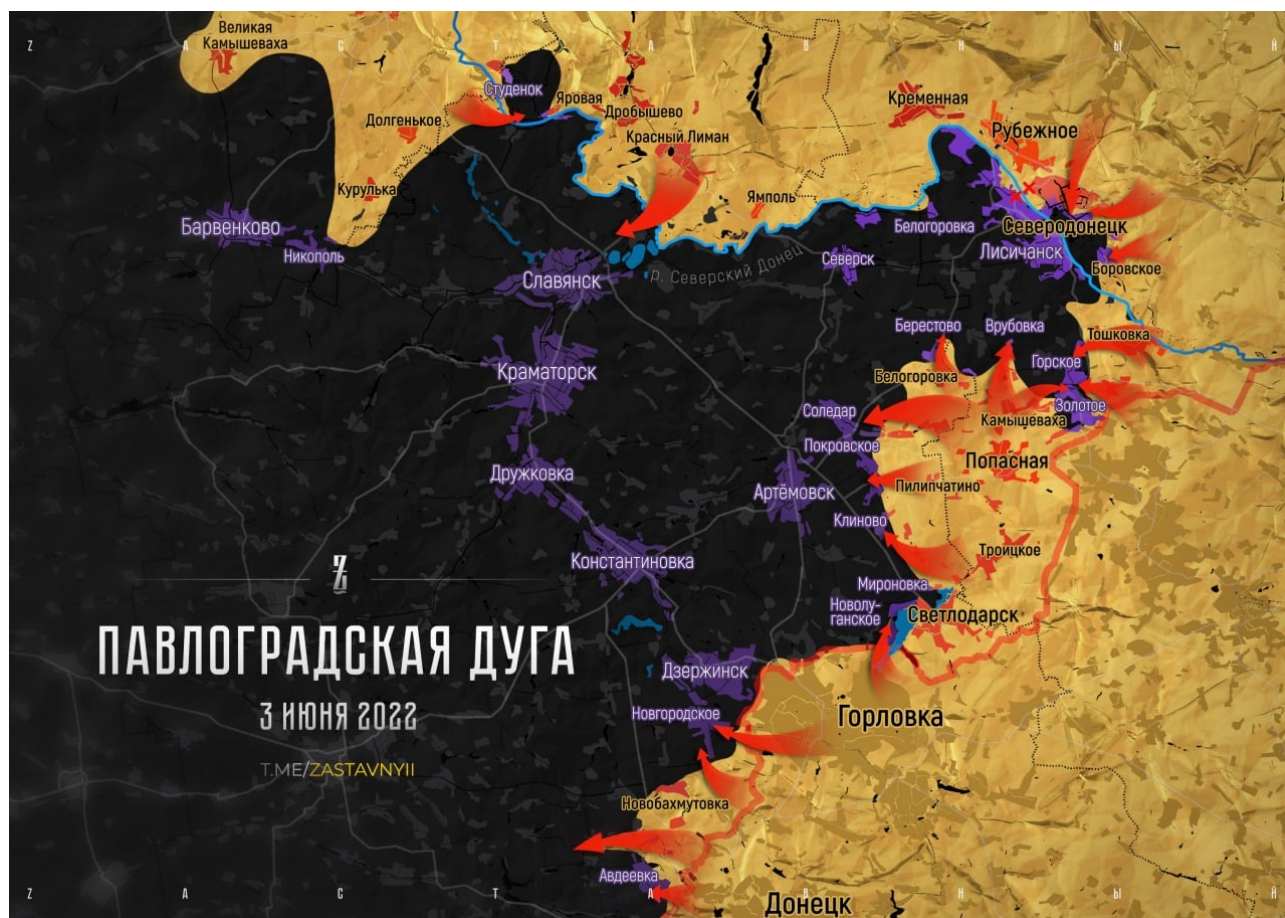 Z A С Т А В Н Ы Й
Великая
Камышеваха
Студенок
Яровая
Долгенькое
Дробышево
Красный Лиман
Кременная
Рубежное
Курулька
Ямполь
Барвенково
Никополь
Белогоровка
Северодонецк
Лисичанск
Боровское
Северск
р. Северский Донец
Славянск
Берестово
Врубовка
Тошковка
Горское
Краматорск
Белогоровка
Золотое
Соледар
Камышеваха
Покровское
Попасная
Дружковка
Артёмовск
Пилипчатино
Клиново
Константиновка
Троицкое
Мироновка
Новолу-
ганское
Светлодарск
Z
ПАВЛОГРАДСКАЯ ДУГА
3 ИЮНЯ 2022
T.ME/ZASTAVNYII
Дзержинск
Новгородское
Горловка
Новобахмутовка
Авдеевка
Донецк
Z A С Т А В Н Ы Й